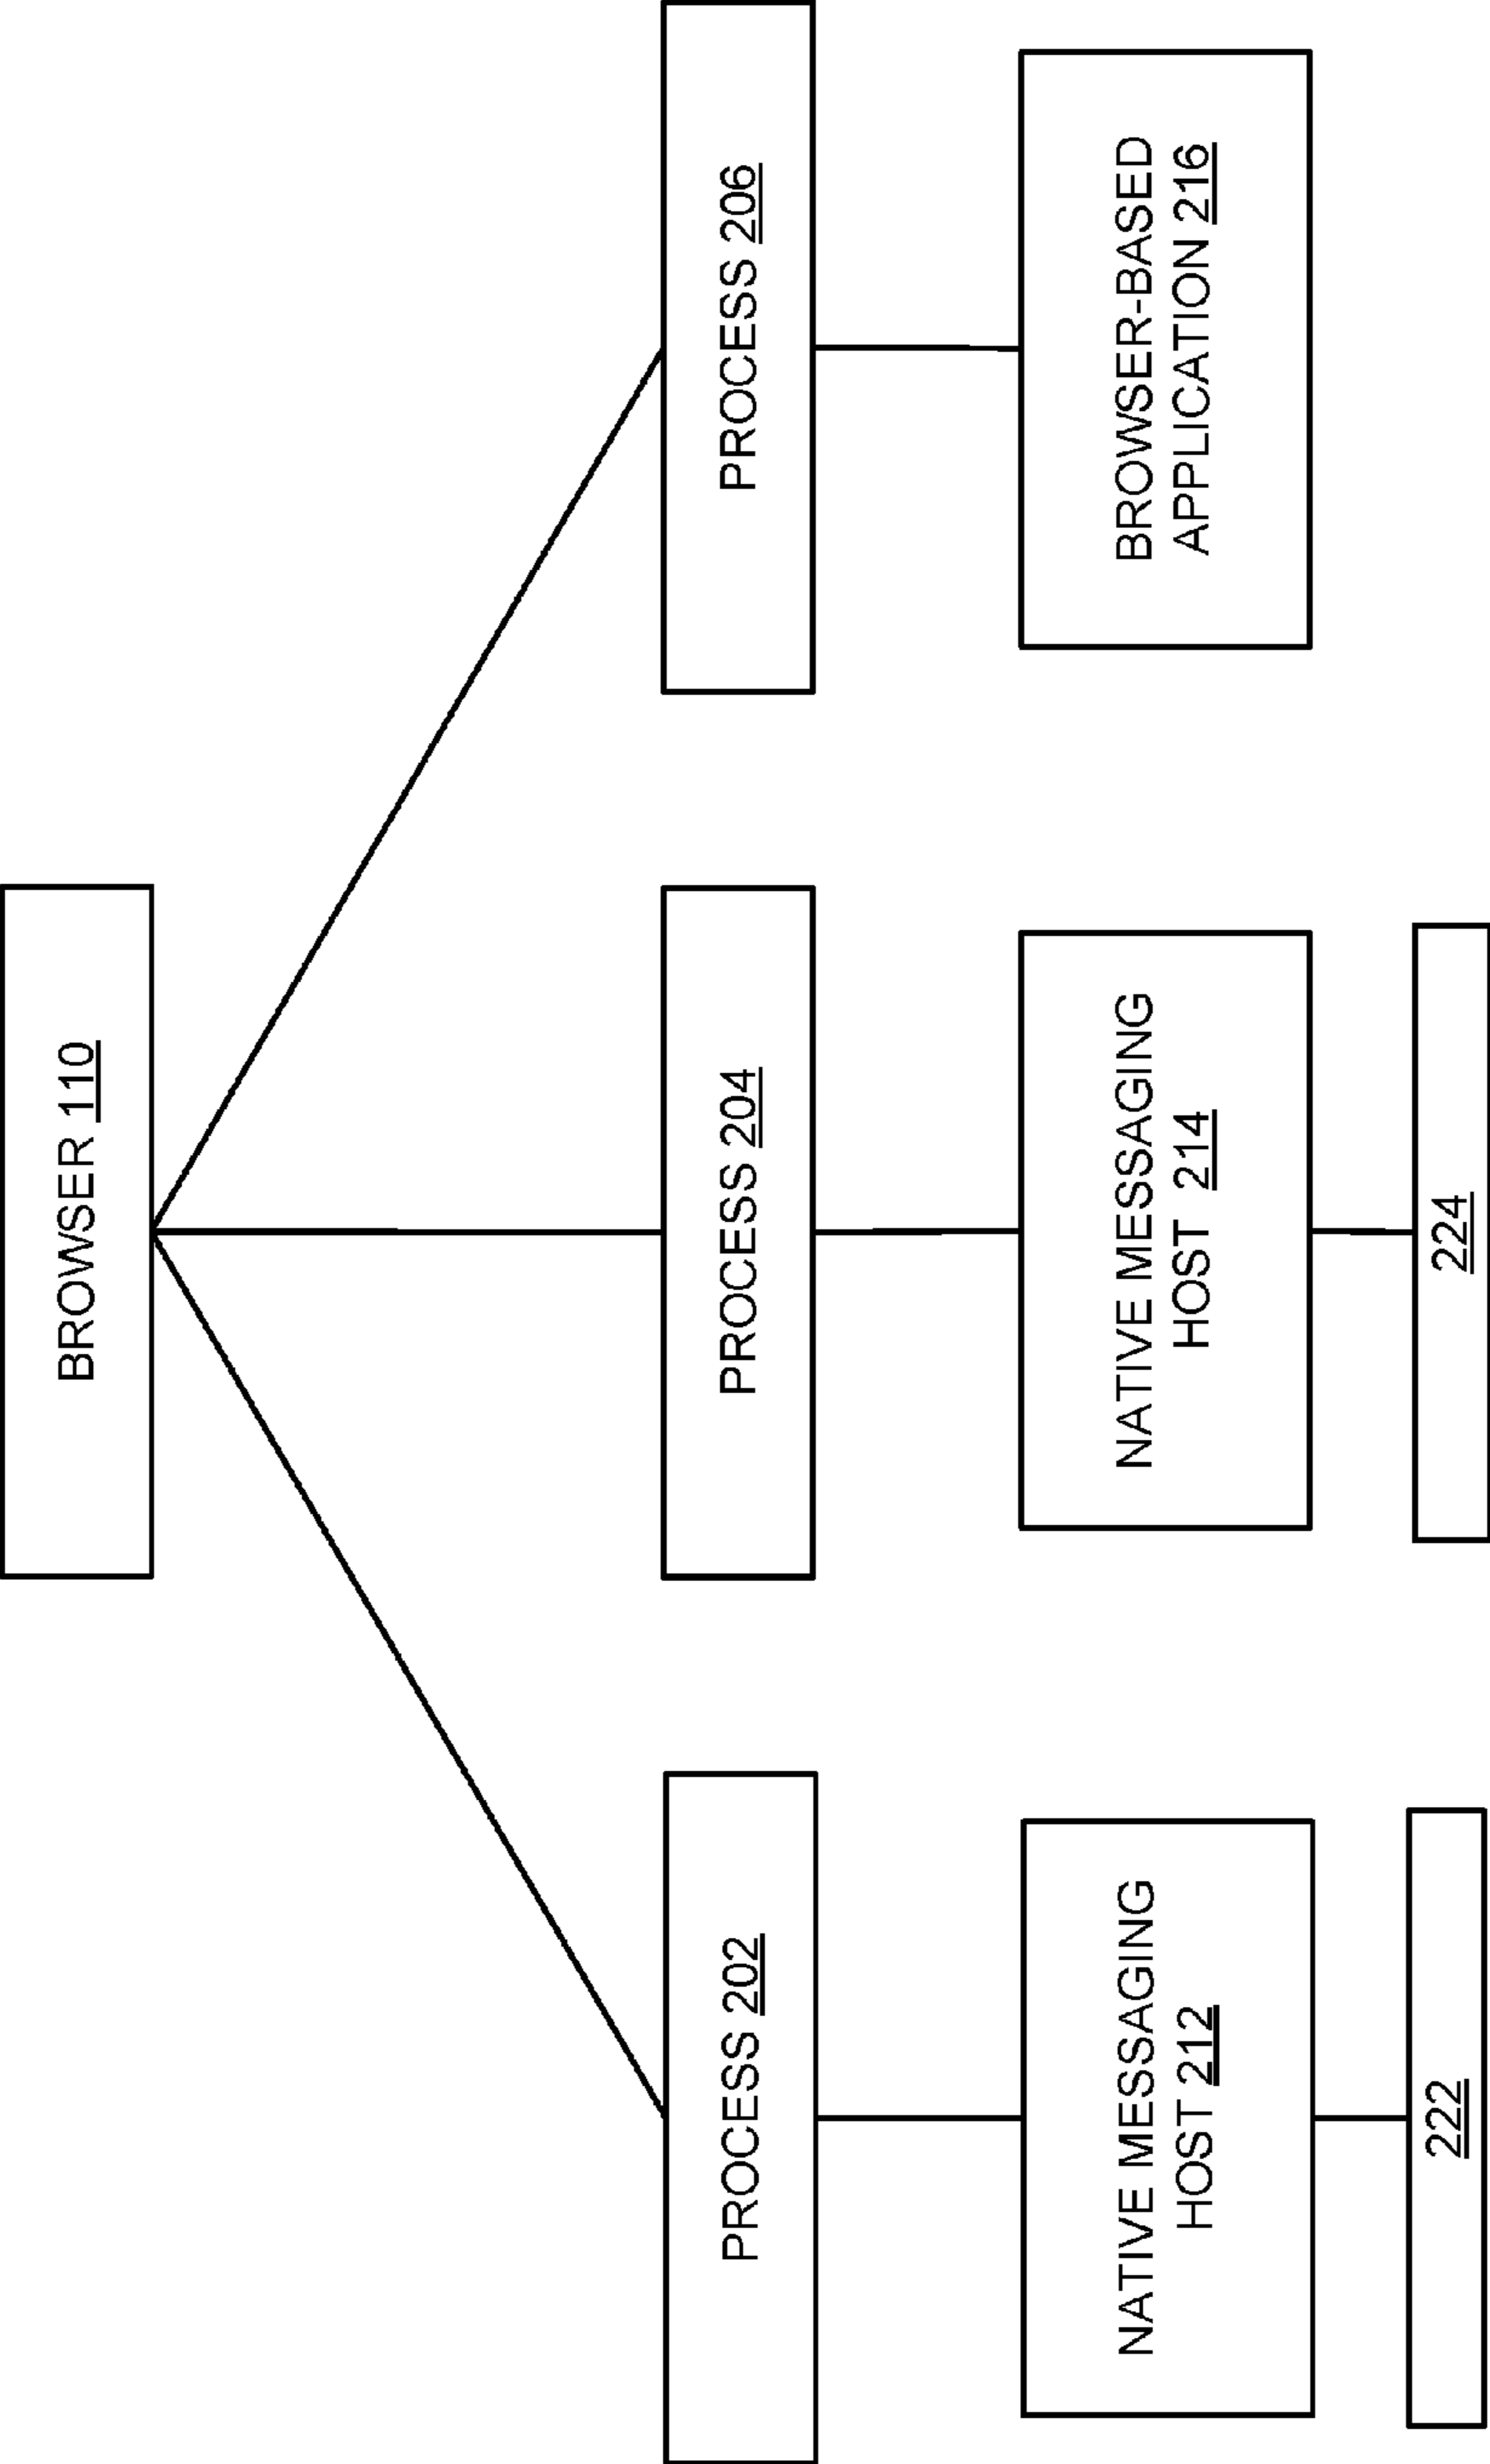 BROWSER 110
PROCESS 202
PROCESS 204
PROCESS 206
NATIVE MESSAGING
HOST 212
NATIVE MESSAGING
HOST 214
BROWSER-BASED
APPLICATION 216
222
224